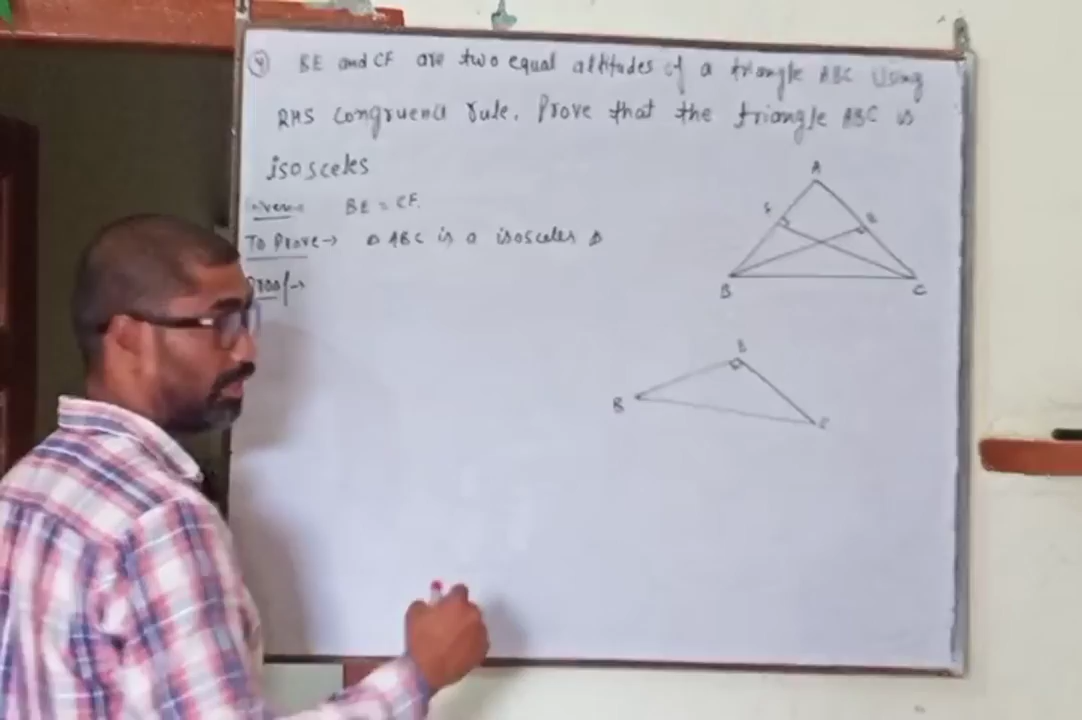 ④ BE and CF are two equal altitudes of a triangle ABC Using
RHS congruence rule. Prove that the triangle ABC is
isosceles
BE = CF.
To Prove→ △ ABC is a isosceles △
Proof→
A
E
B
C
B
C